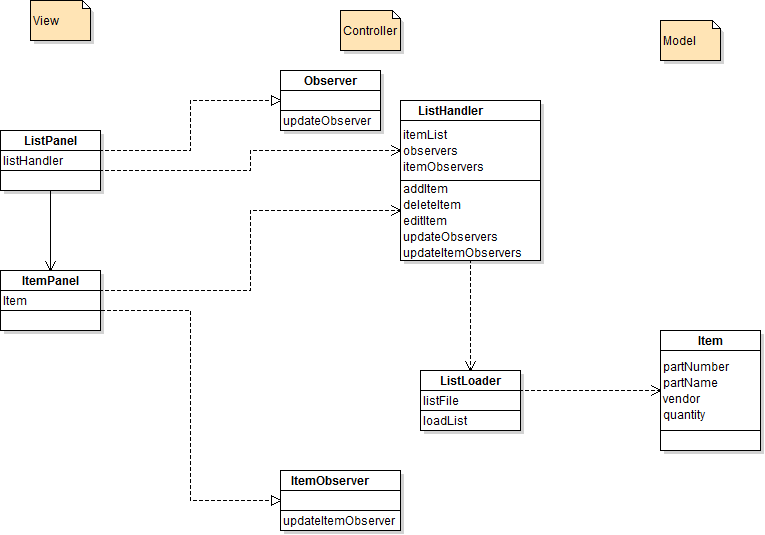 View
Controller
Model
Observer
updateObserver
ListHandler
itemList
observers
itemObservers
addItem
deleteItem
editItem
updateObservers
updateItemObservers
ListPanel
listHandler
ItemPanel
Item
ListLoader
listFile
loadList
Item
partNumber
partName
vendor
quantity
ItemObserver
updateItemObserver